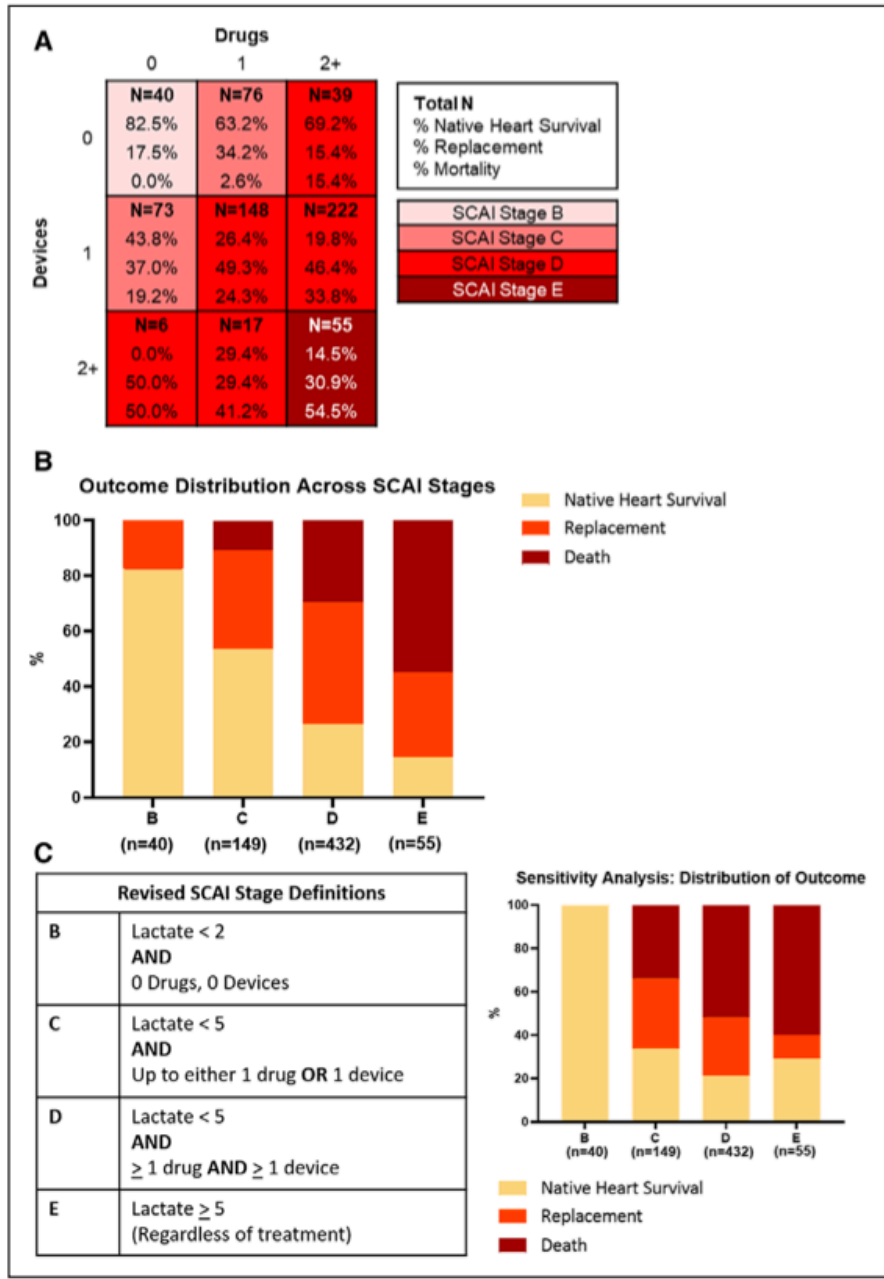 A
Drugs
0 1 2+
Devices
0
N=40 N=76 N=39
82.5% 63.2% 69.2%
17.5% 34.2% 15.4%
0.0% 2.6% 15.4%
1
N=73 N=148 N=222
43.8% 26.4% 19.8%
37.0% 49.3% 46.4%
19.2% 24.3% 33.8%
2+
N=6 N=17 N=55
0.0% 29.4% 14.5%
50.0% 29.4% 30.9%
50.0% 41.2% 54.5%
Total N
% Native Heart Survival
% Replacement
% Mortality
SCAI Stage B
SCAI Stage C
SCAI Stage D
SCAI Stage E
B
Outcome Distribution Across SCAI Stages
%
100
80
60
40
20
0
B C D E
(n=40) (n=149) (n=432) (n=55)
Native Heart Survival
Replacement
Death
C
Revised SCAI Stage Definitions
B
Lactate < 2
AND
0 Drugs, 0 Devices
C
Lactate < 5
AND
Up to either 1 drug OR 1 device
D
Lactate < 5
AND
≥ 1 drug AND ≥ 1 device
E
Lactate ≥ 5
(Regardless of treatment)
Sensitivity Analysis: Distribution of Outcome
%
100
80
60
40
20
0
B C D E
(n=40) (n=149) (n=432) (n=55)
Native Heart Survival
Replacement
Death